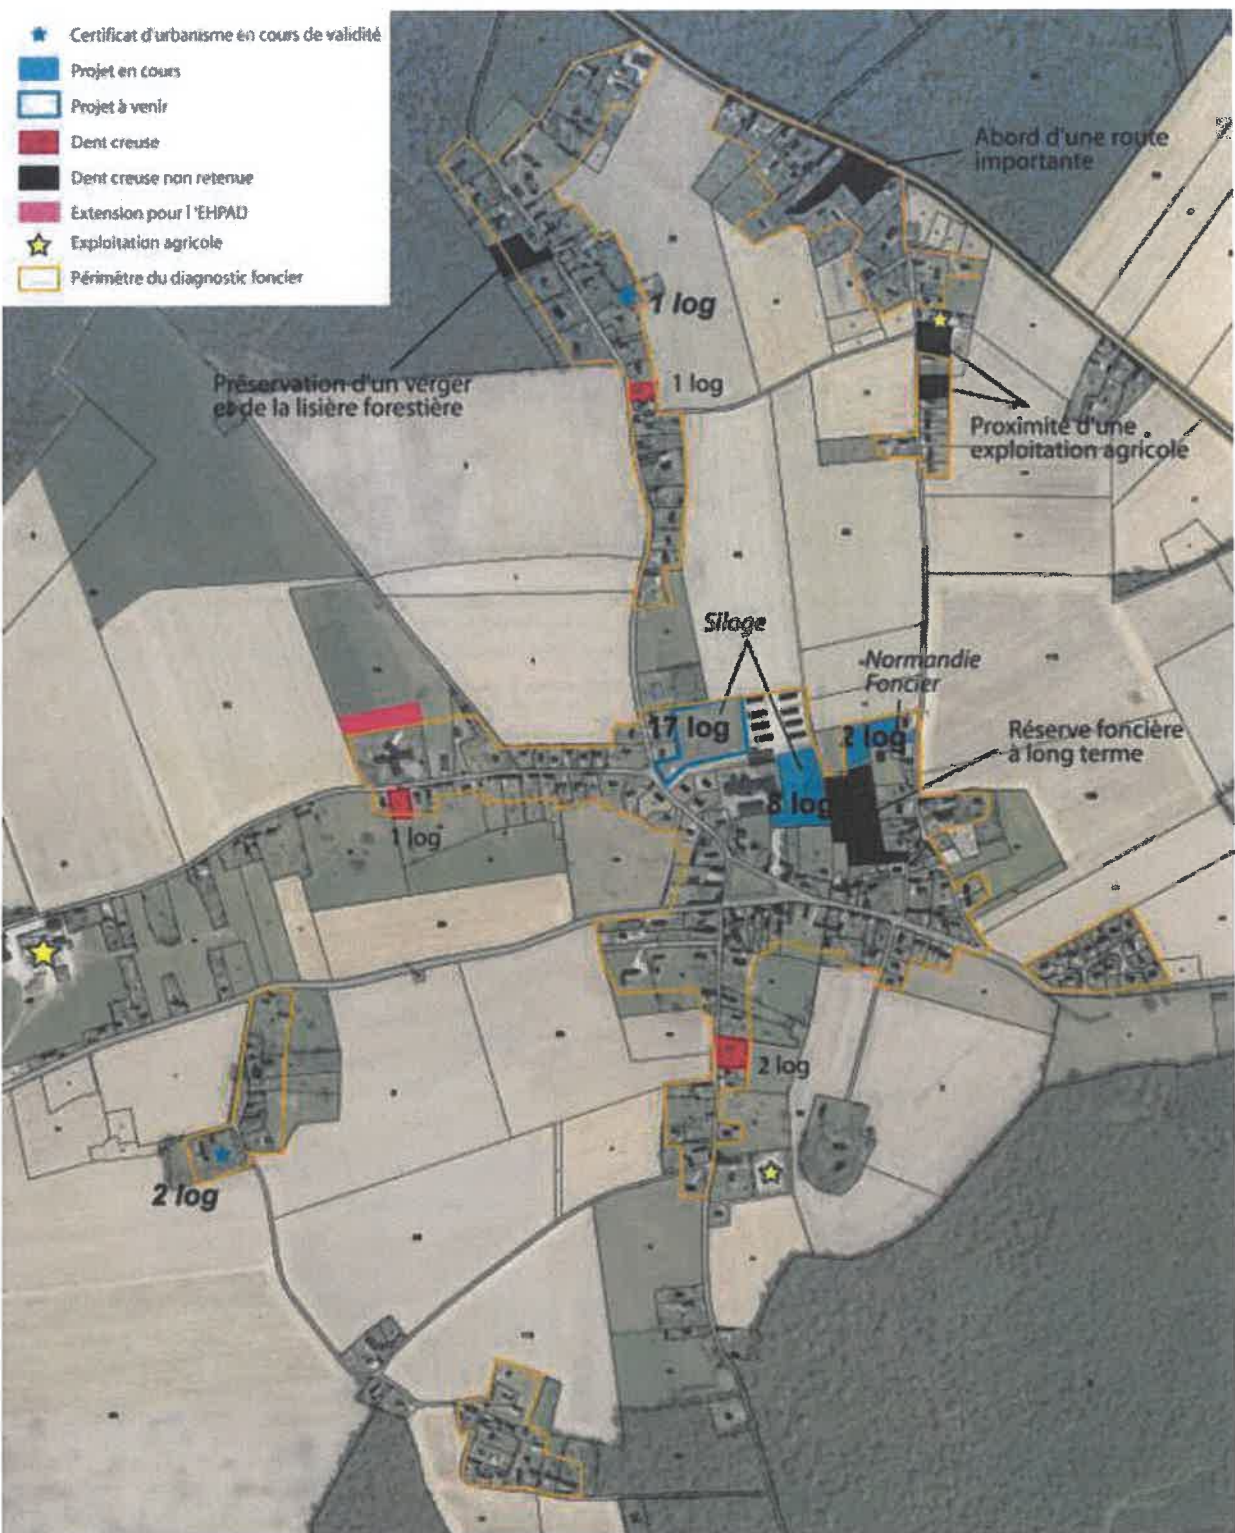 Certificat d'urbanisme en cours de validité
Projet en cours
Projet à venir
Dent creuse
Dent creuse non retenue
Extension pour l'EHPAD
Exploitation agricole
Périmètre du diagnostic foncier
Abord d'une route
importante
1 log
Préservation d'un verger
et de la lisière forestière
1 log
Proximité d'une
exploitation agricole
Silage
-Normandie
Foncier
17 log
2 log
Réserve foncière
à long terme
8 log
1 log
2 log
2 log